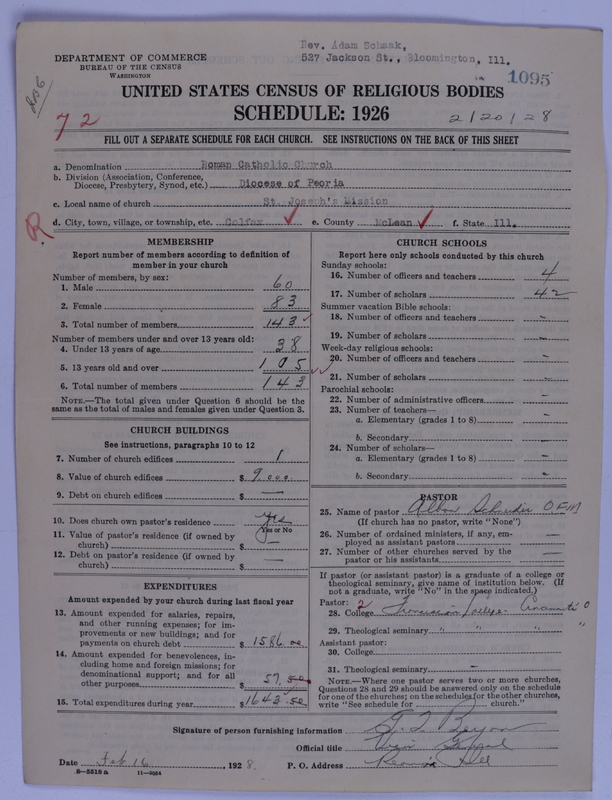 Rev. Adam Schaak,
DEPARTMENT OF COMMERCE 527 Jackson St., Bloomington, Ill.
BUREAU OF THE CENSUS
WASHINGTON
1095
UNITED STATES CENSUS OF RELIGIOUS BODIES
SCHEDULE: 1926
72
2/20/28
FILL OUT A SEPARATE SCHEDULE FOR EACH CHURCH. SEE INSTRUCTIONS ON THE BACK OF THIS SHEET
a. Denomination Roman Catholic Church
b. Division (Association, Conference,
Diocese, Presbytery, Synod, etc.) Diocese of Peoria
c. Local name of church St. Joseph's Mission
R
d. City, town, village, or township, etc. Colfax e. County McLean f. State Ill.
MEMBERSHIP
Report number of members according to definition of
member in your church
Number of members, by sex:
1. Male 60
2. Female 83
3. Total number of members 143
Number of members under and over 13 years old:
4. Under 13 years of age 38
5. 13 years old and over 105
6. Total number of members 143
NOTE.—The total given under Question 6 should be
the same as the total of males and females given under Question 3.
CHURCH BUILDINGS
See instructions, paragraphs 10 to 12
7. Number of church edifices 1
8. Value of church edifices $ 9,000
9. Debt on church edifices $ —
10. Does church own pastor's residence Yes
Yes or No
11. Value of pastor's residence (if owned by
church) $ —
12. Debt on pastor's residence (if owned by
church) $
EXPENDITURES
Amount expended by your church during last fiscal year
13. Amount expended for salaries, repairs,
and other running expenses; for im-
provements or new buildings; and for
payments on church debt $ 1586.00
14. Amount expended for benevolences, in-
cluding home and foreign missions; for
denominational support; and for all
other purposes 57.50
15. Total expenditures during year $ 1643.50
CHURCH SCHOOLS
Report here only schools conducted by this church
Sunday schools:
16. Number of officers and teachers 4
17. Number of scholars 42
Summer vacation Bible schools:
18. Number of officers and teachers -
19. Number of scholars -
Week-day religious schools:
20. Number of officers and teachers -
21. Number of scholars -
Parochial schools:
22. Number of administrative officers -
23. Number of teachers—
a. Elementary (grades 1 to 8) -
b. Secondary —
24. Number of scholars—
a. Elementary (grades 1 to 8) -
b. Secondary -
PASTOR
25. Name of pastor O F M
(If church has no pastor, write "None")
26. Number of ordained ministers, if any, em-
ployed as assistant pastors —
27. Number of other churches served by the
pastor or his assistants —
If pastor (or assistant pastor) is a graduate of a college or
theological seminary, give name of institution below. (If
not a graduate, write "No" in the space indicated.)
Pastor: 2
28. College College Cincinnati O
29. Theological seminary " " " "
Assistant pastor:
30. College
31. Theological seminary —
NOTE.—Where one pastor serves two or more churches,
Questions 28 and 29 should be answered only on the schedule
for one of the churches; on the schedules for the other churches,
write "See schedule for church."
Signature of person furnishing information
Official title
Date Feb 16, 1928. P. O. Address Peoria Ill
8-5518a 11-9064